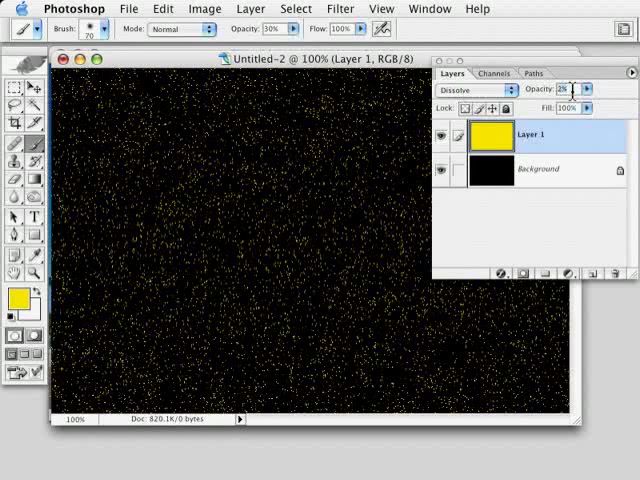 Photoshop File Edit Image Layer Select Filter View Window Help
Brush: 70 Mode: Normal Opacity: 30% Flow: 100%
Untitled-2 @ 100% (Layer 1, RGB/8)
Layers Channels Paths
Dissolve Opacity: 2%
Lock: Fill: 100%
Layer 1
Background
T
100% Doc: 820.1K/0 bytes